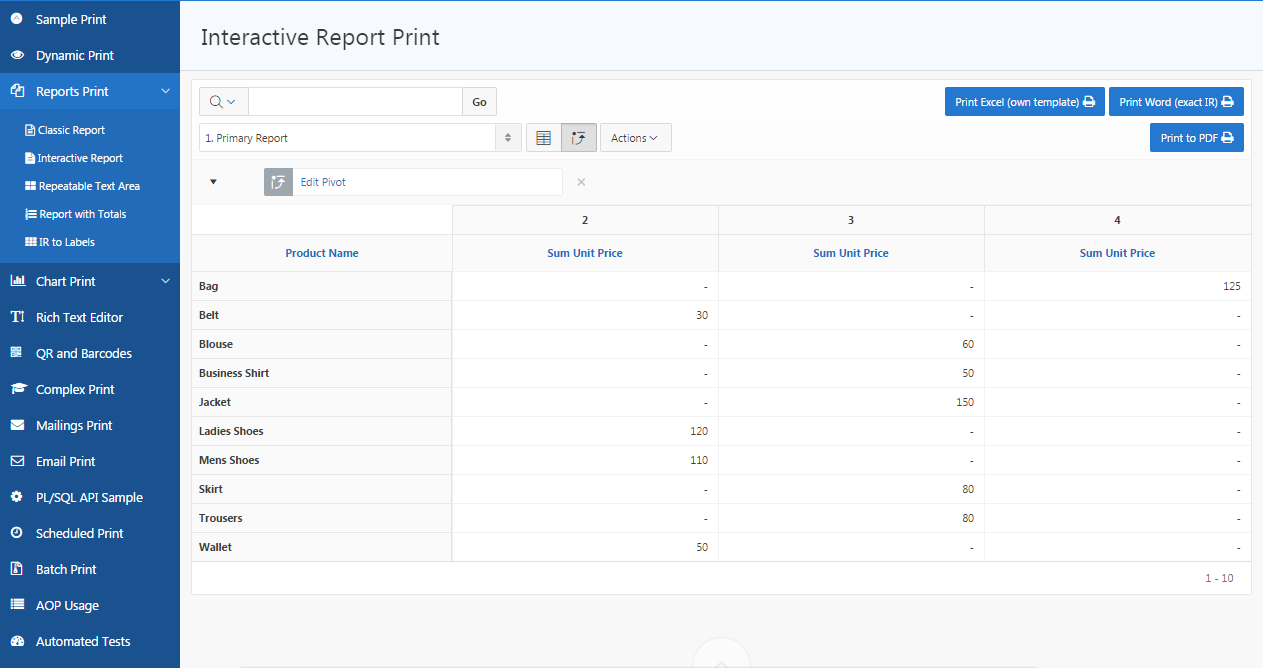 Sample Print
Dynamic Print
Reports Print
Classic Report
Interactive Report
Repeatable Text Area
Report with Totals
IR to Labels
Chart Print
Rich Text Editor
QR and Barcodes
Complex Print
Mailings Print
Email Print
PL/SQL API Sample
Scheduled Print
Batch Print
AOP Usage
Automated Tests
Interactive Report Print
Go Print Excel (own template) Print Word (exact IR)
1. Primary Report Actions Print to PDF
Edit Pivot
2 3 4
Product Name Sum Unit Price Sum Unit Price Sum Unit Price
Bag - - 125
Belt 30 - -
Blouse - 60 -
Business Shirt - 50 -
Jacket - 150 -
Ladies Shoes 120 - -
Mens Shoes 110 - -
Skirt - 80 -
Trousers - 80 -
Wallet 50 - -
1 - 10